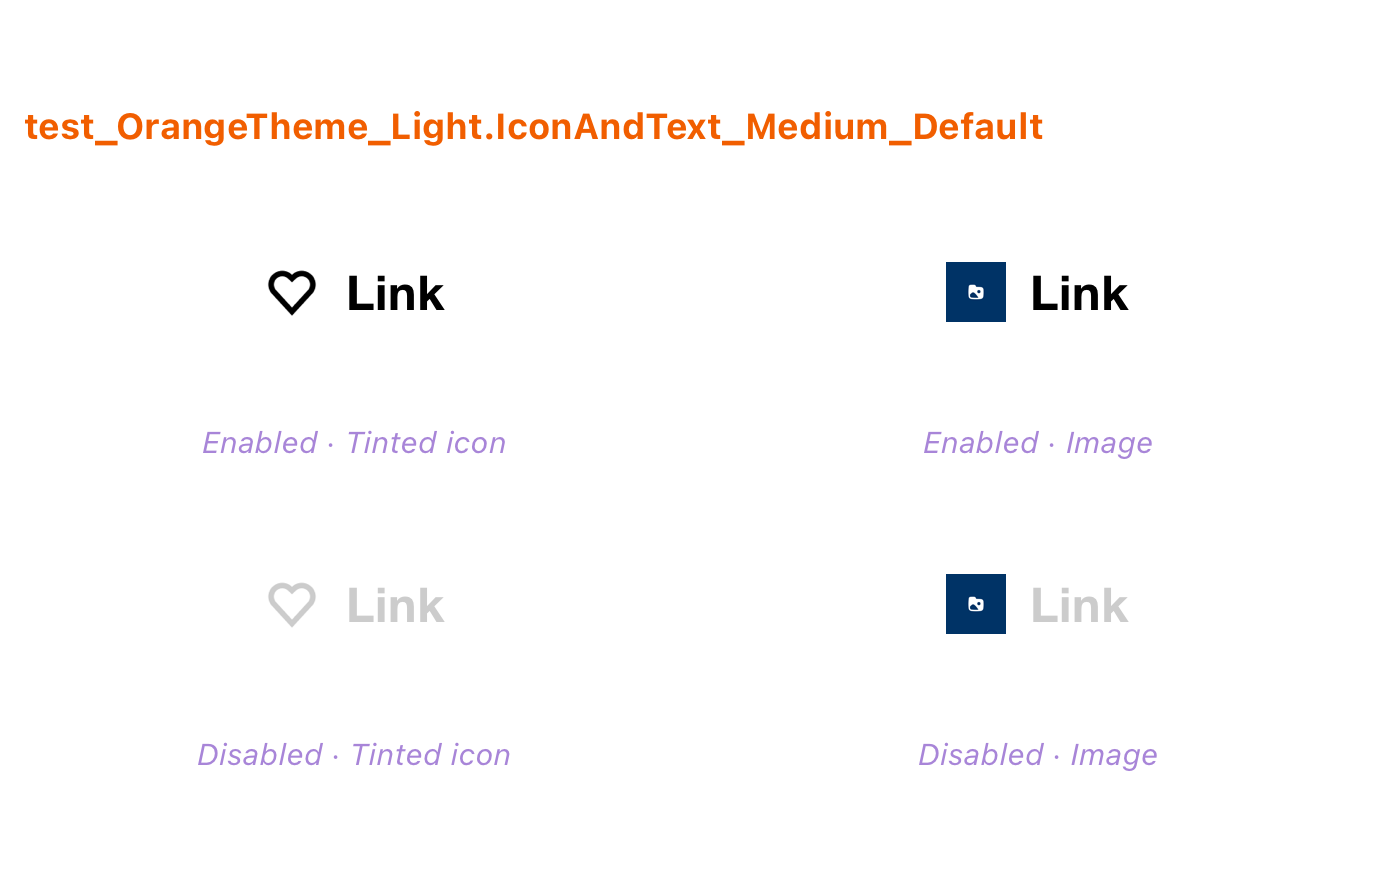 test_OrangeTheme_Light.IconAndText_Medium_Default
Link
Link
Enabled · Tinted icon
Enabled · Image
Link
Link
Disabled · Tinted icon
Disabled · Image